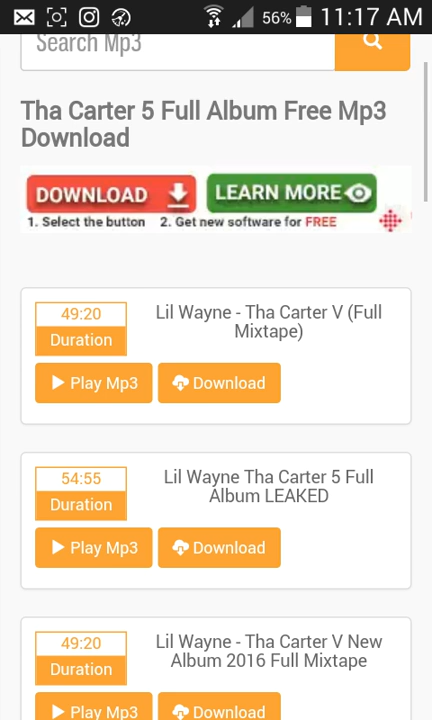 56% 11:17 AM
Search Mp3
Tha Carter 5 Full Album Free Mp3
Download
DOWNLOAD LEARN MORE
1. Select the button 2. Get new software for FREE
49:20 Lil Wayne - Tha Carter V (Full
Duration Mixtape)
Play Mp3 Download
54:55 Lil Wayne Tha Carter 5 Full
Duration Album LEAKED
Play Mp3 Download
49:20 Lil Wayne - Tha Carter V New
Duration Album 2016 Full Mixtape
Play Mp3 Download